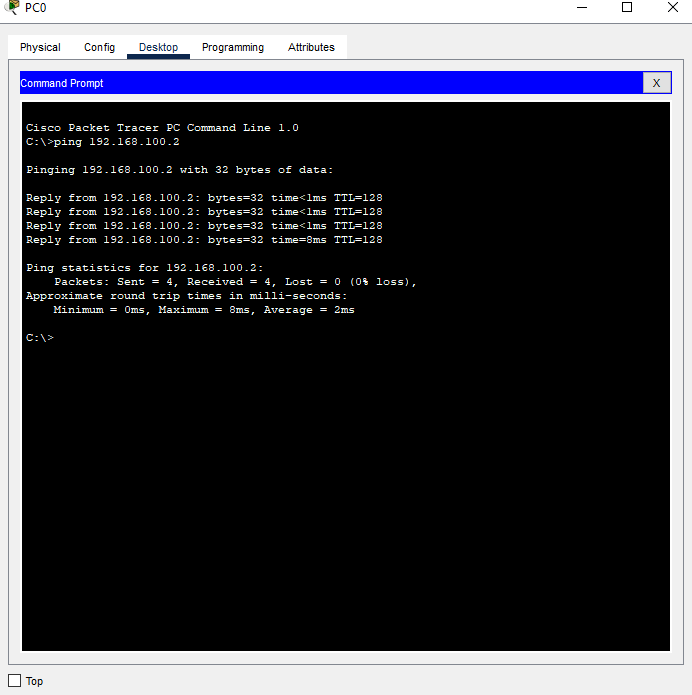 PC0
Physical Config Desktop Programming Attributes
Command Prompt X
Cisco Packet Tracer PC Command Line 1.0
C:\>ping 192.168.100.2
Pinging 192.168.100.2 with 32 bytes of data:
Reply from 192.168.100.2: bytes=32 time<1ms TTL=128
Reply from 192.168.100.2: bytes=32 time<1ms TTL=128
Reply from 192.168.100.2: bytes=32 time<1ms TTL=128
Reply from 192.168.100.2: bytes=32 time=8ms TTL=128
Ping statistics for 192.168.100.2:
    Packets: Sent = 4, Received = 4, Lost = 0 (0% loss),
Approximate round trip times in milli-seconds:
    Minimum = 0ms, Maximum = 8ms, Average = 2ms
C:\>
Top